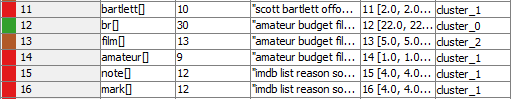 11 bartlett[] 10 "scott bartlett offo... 11 [2.0, 2.0... cluster_1
12 br[] 30 "amateur budget fil... 12 [22.0, 22.... cluster_0
13 film[] 13 "amateur budget fil... 13 [5.0, 5.0... cluster_2
14 amateur[] 9 "amateur budget fil... 14 [1.0, 1.0... cluster_1
15 note[] 12 "imdb list reason so... 15 [4.0, 4.0... cluster_1
16 mark[] 12 "imdb list reason so... 16 [4.0, 4.0... cluster_1